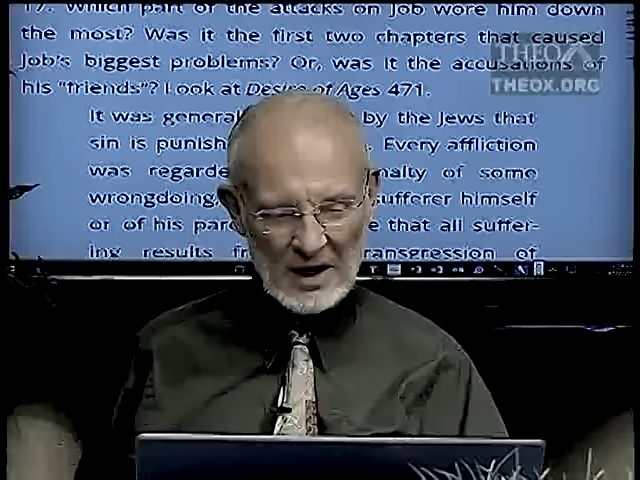 17. Which part of the attacks on Job wore him down
the most? Was it the first two chapters that caused
Job's biggest problems? Or, was it the accusations of
his "friends"? Look at Desire of Ages 471.
THEOX
THEOX.ORG
It was by the Jews that
sin is Every affliction
was of some
wrongdoing, sufferer himself
or of his that all suffer-
ing results of